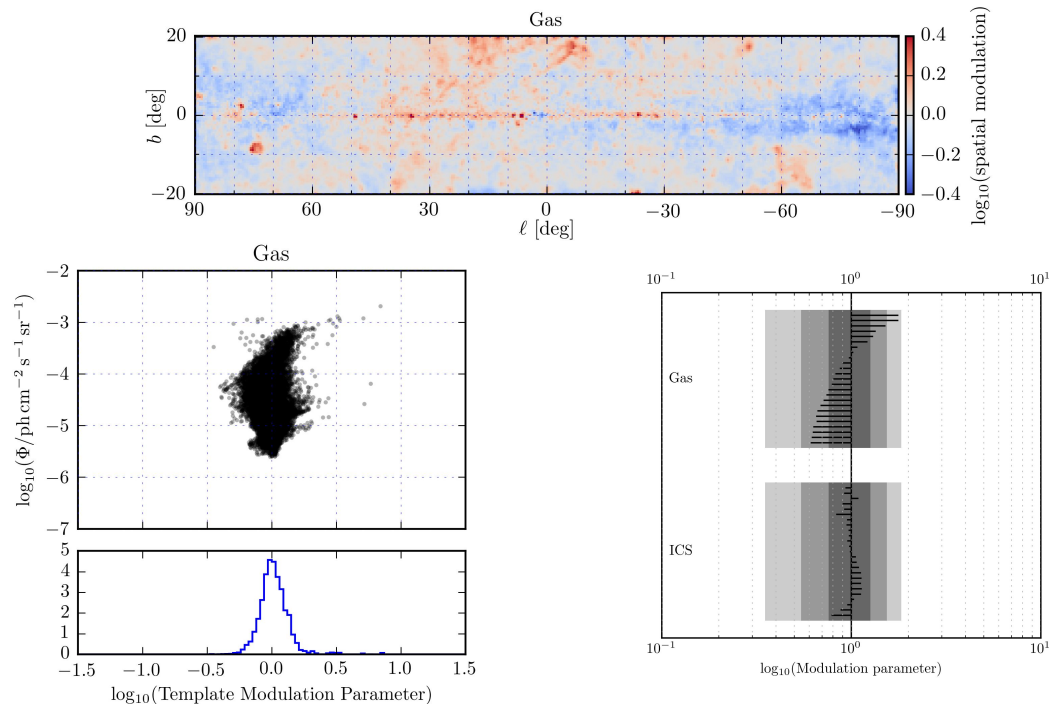 Gas
20
10
0
−10
−20
b [deg]
90 60 30 0 −30 −60 −90
ℓ [deg]
0.4
0.2
0.0
−0.2
−0.4
log₁₀(spatial modulation)
Gas
−2
−3
−4
−5
−6
−7
log₁₀(Φ/ph cm⁻² s⁻¹ sr⁻¹)
5
4
3
2
1
0
−1.5 −1.0 −0.5 0.0 0.5 1.0 1.5
log₁₀(Template Modulation Parameter)
10⁻¹ 10⁰ 10¹
Gas
ICS
10⁻¹ 10⁰ 10¹
log₁₀(Modulation parameter)